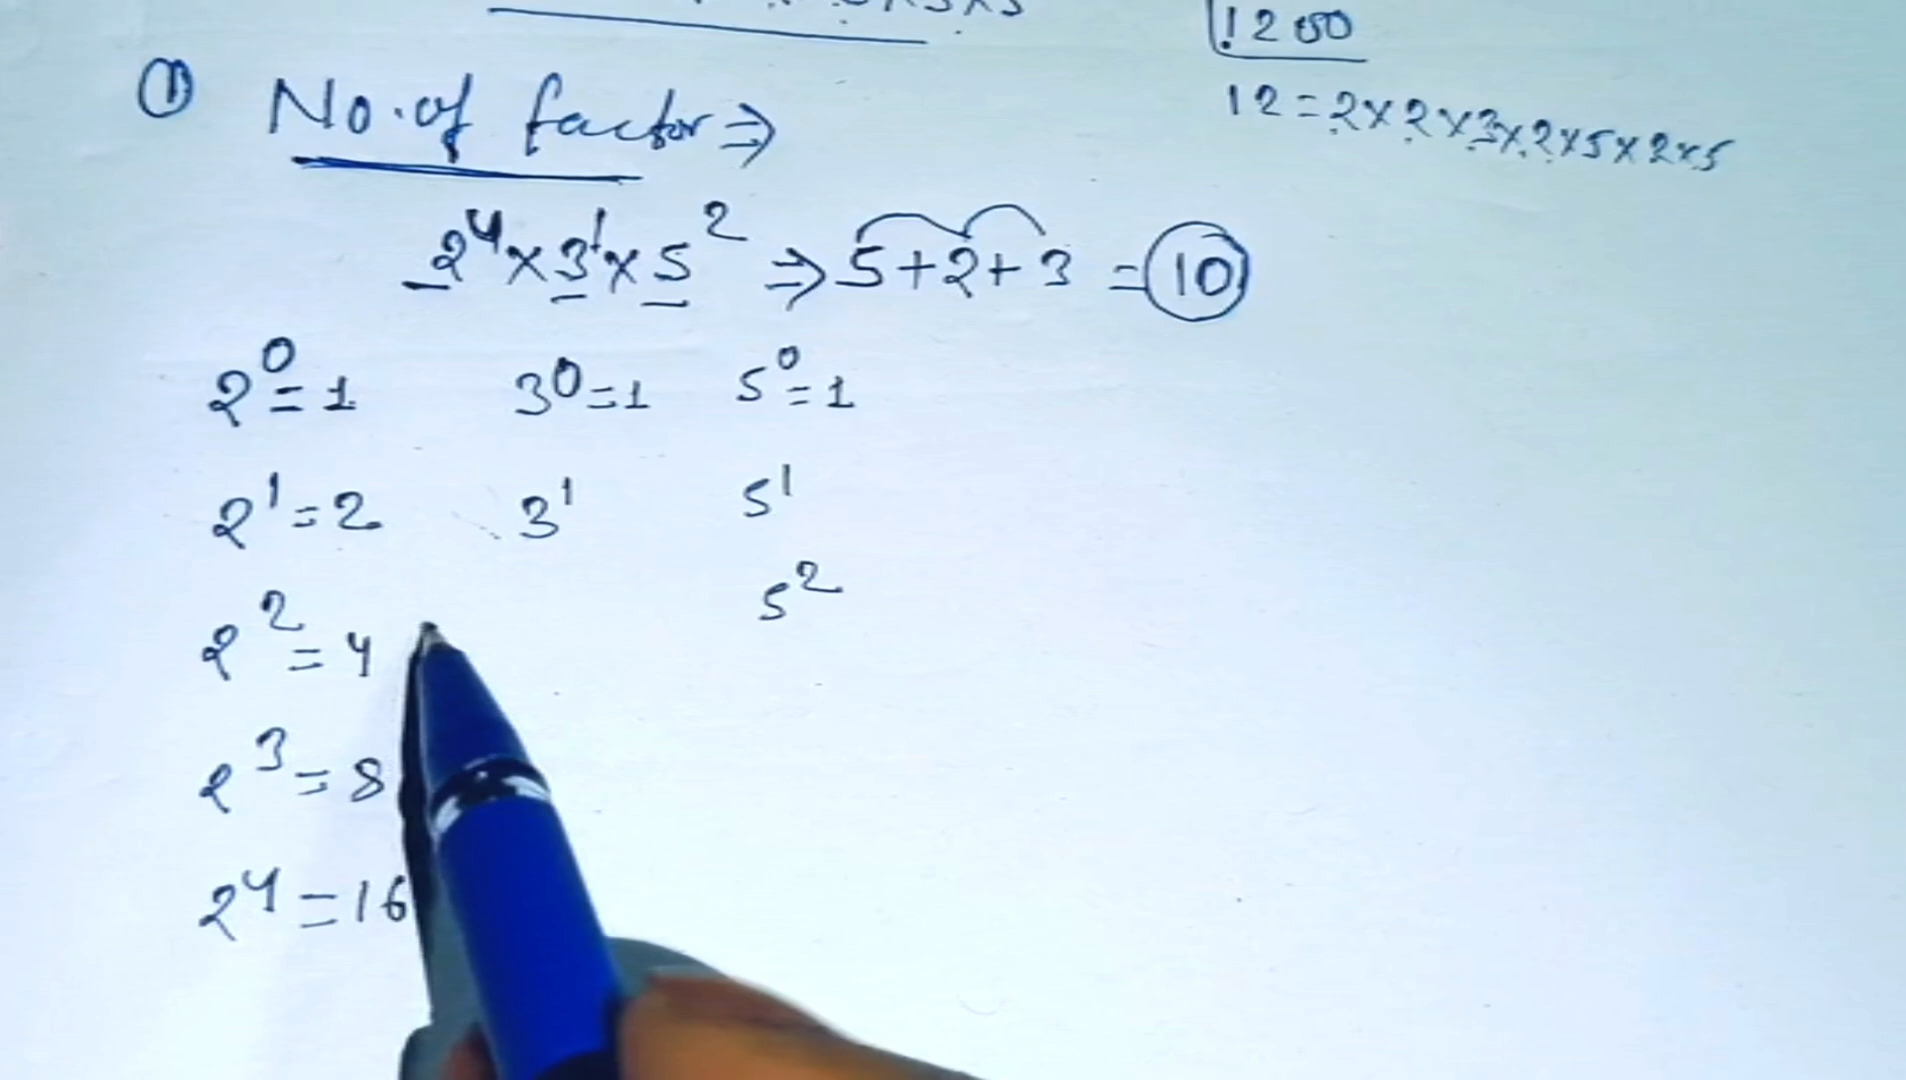 1200
12=2×2×3×2×5×2×5
① No. of factor ⇒
2⁴×3¹×5² ⇒ 5+2+3 = 10
2⁰=1 3⁰=1 5⁰=1
2¹=2 3¹ 5¹
2²=4 5²
2³=8
2⁴=16